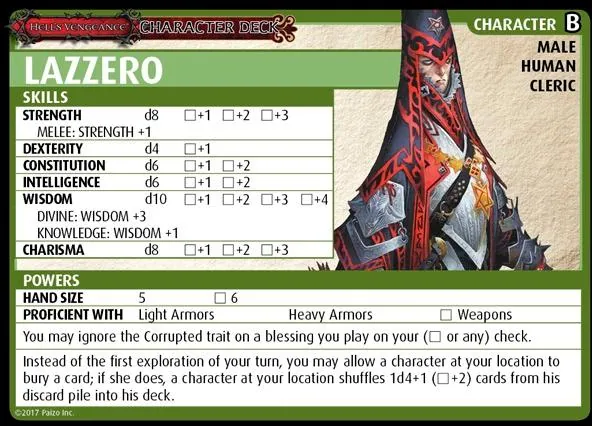 HELL'S VENGEANCE CHARACTER DECK
CHARACTER B
MALE
HUMAN
CLERIC
LAZZERO
SKILLS
STRENGTH d8 □+1 □+2 □+3
MELEE: STRENGTH +1
DEXTERITY d4 □+1
CONSTITUTION d6 □+1 □+2
INTELLIGENCE d6 □+1 □+2
WISDOM d10 □+1 □+2 □+3 □+4
DIVINE: WISDOM +3
KNOWLEDGE: WISDOM +1
CHARISMA d8 □+1 □+2 □+3
POWERS
HAND SIZE 5 □ 6
PROFICIENT WITH Light Armors Heavy Armors □ Weapons
You may ignore the Corrupted trait on a blessing you play on your (□ or any) check.
Instead of the first exploration of your turn, you may allow a character at your location to
bury a card; if she does, a character at your location shuffles 1d4+1 (□+2) cards from his
discard pile into his deck.
©2017 Paizo Inc.